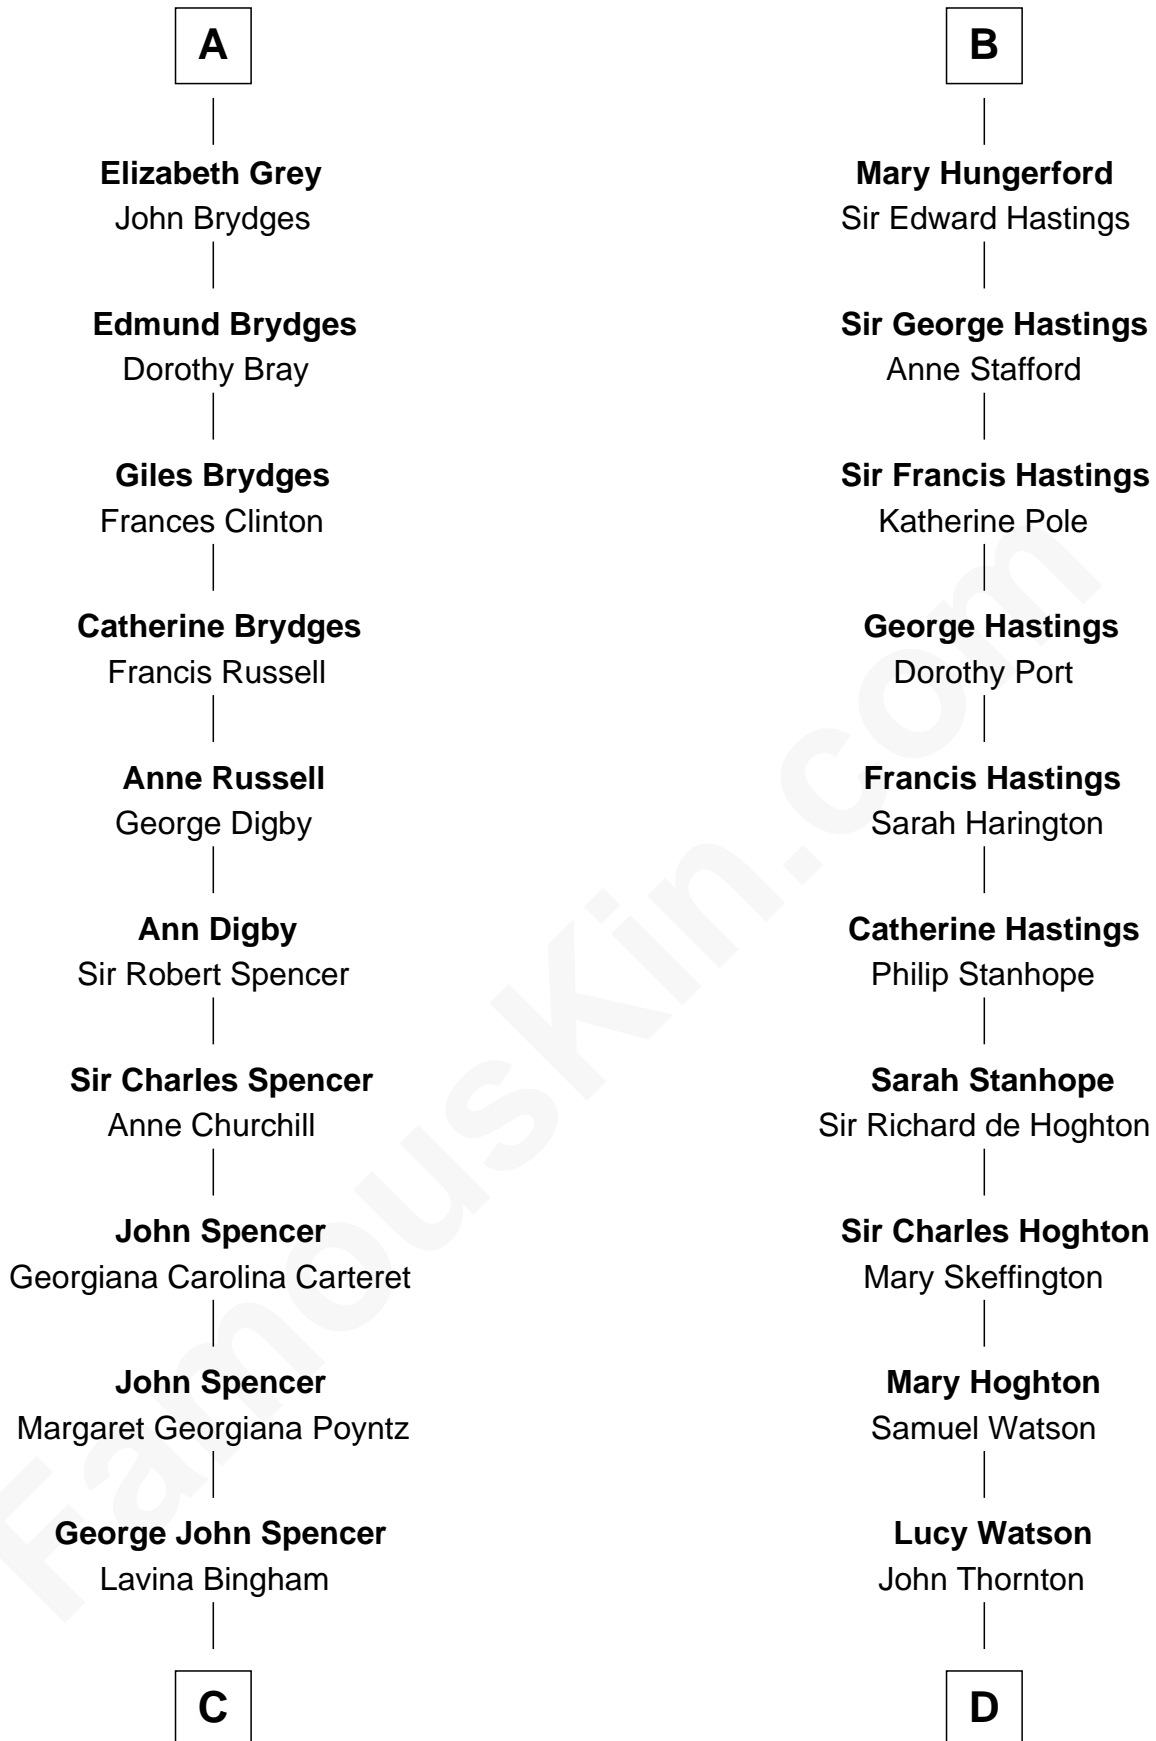 A
Elizabeth Grey
John Brydges
Edmund Brydges
Dorothy Bray
Giles Brydges
Frances Clinton
Catherine Brydges
Francis Russell
Anne Russell
George Digby
Ann Digby
Sir Robert Spencer
Sir Charles Spencer
Anne Churchill
John Spencer
Georgiana Carolina Carteret
John Spencer
Margaret Georgiana Poyntz
George John Spencer
Lavina Bingham
C
B
Mary Hungerford
Sir Edward Hastings
Sir George Hastings
Anne Stafford
Sir Francis Hastings
Katherine Pole
George Hastings
Dorothy Port
Francis Hastings
Sarah Harington
Catherine Hastings
Philip Stanhope
Sarah Stanhope
Sir Richard de Hoghton
Sir Charles Hoghton
Mary Skeffington
Mary Hoghton
Samuel Watson
Lucy Watson
John Thornton
D
FamousKin.com